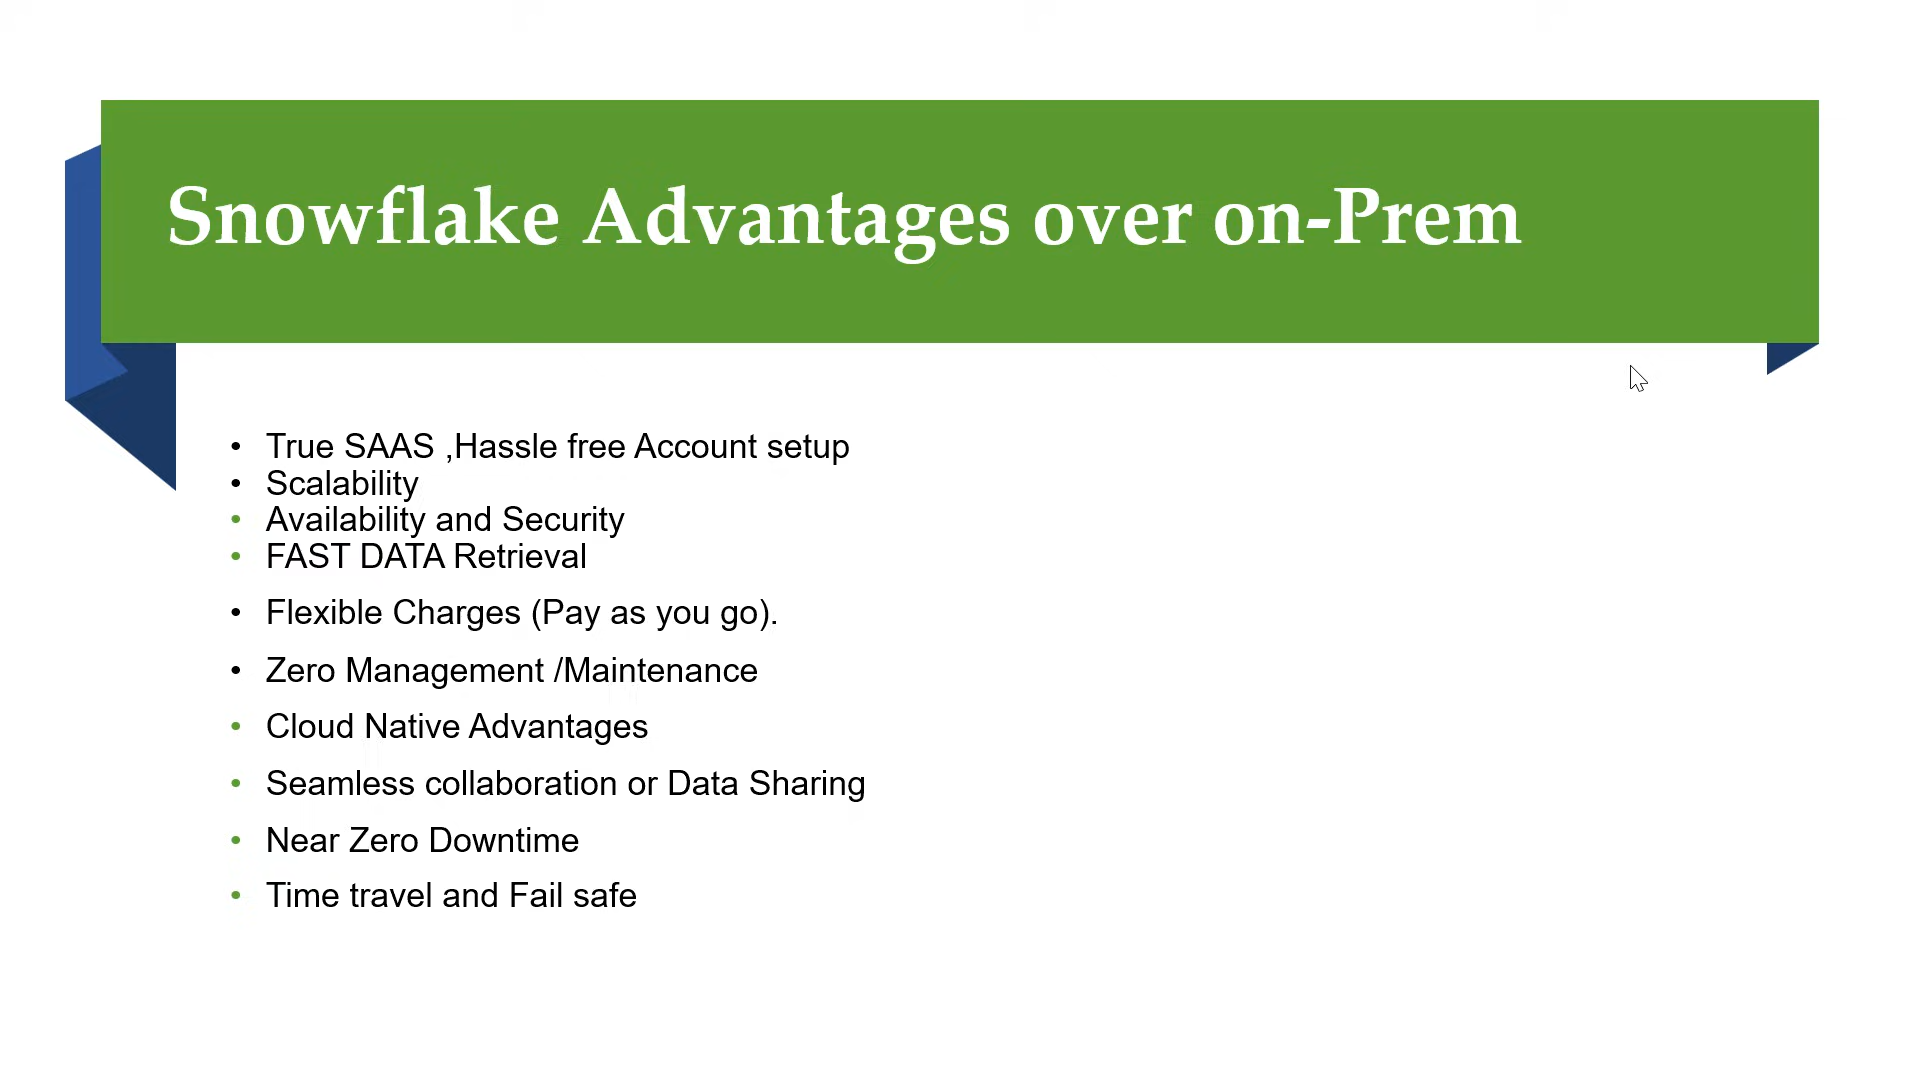 Snowflake Advantages over on-Prem
• True SAAS ,Hassle free Account setup
• Scalability
• Availability and Security
• FAST DATA Retrieval
• Flexible Charges (Pay as you go).
• Zero Management /Maintenance
• Cloud Native Advantages
• Seamless collaboration or Data Sharing
• Near Zero Downtime
• Time travel and Fail safe